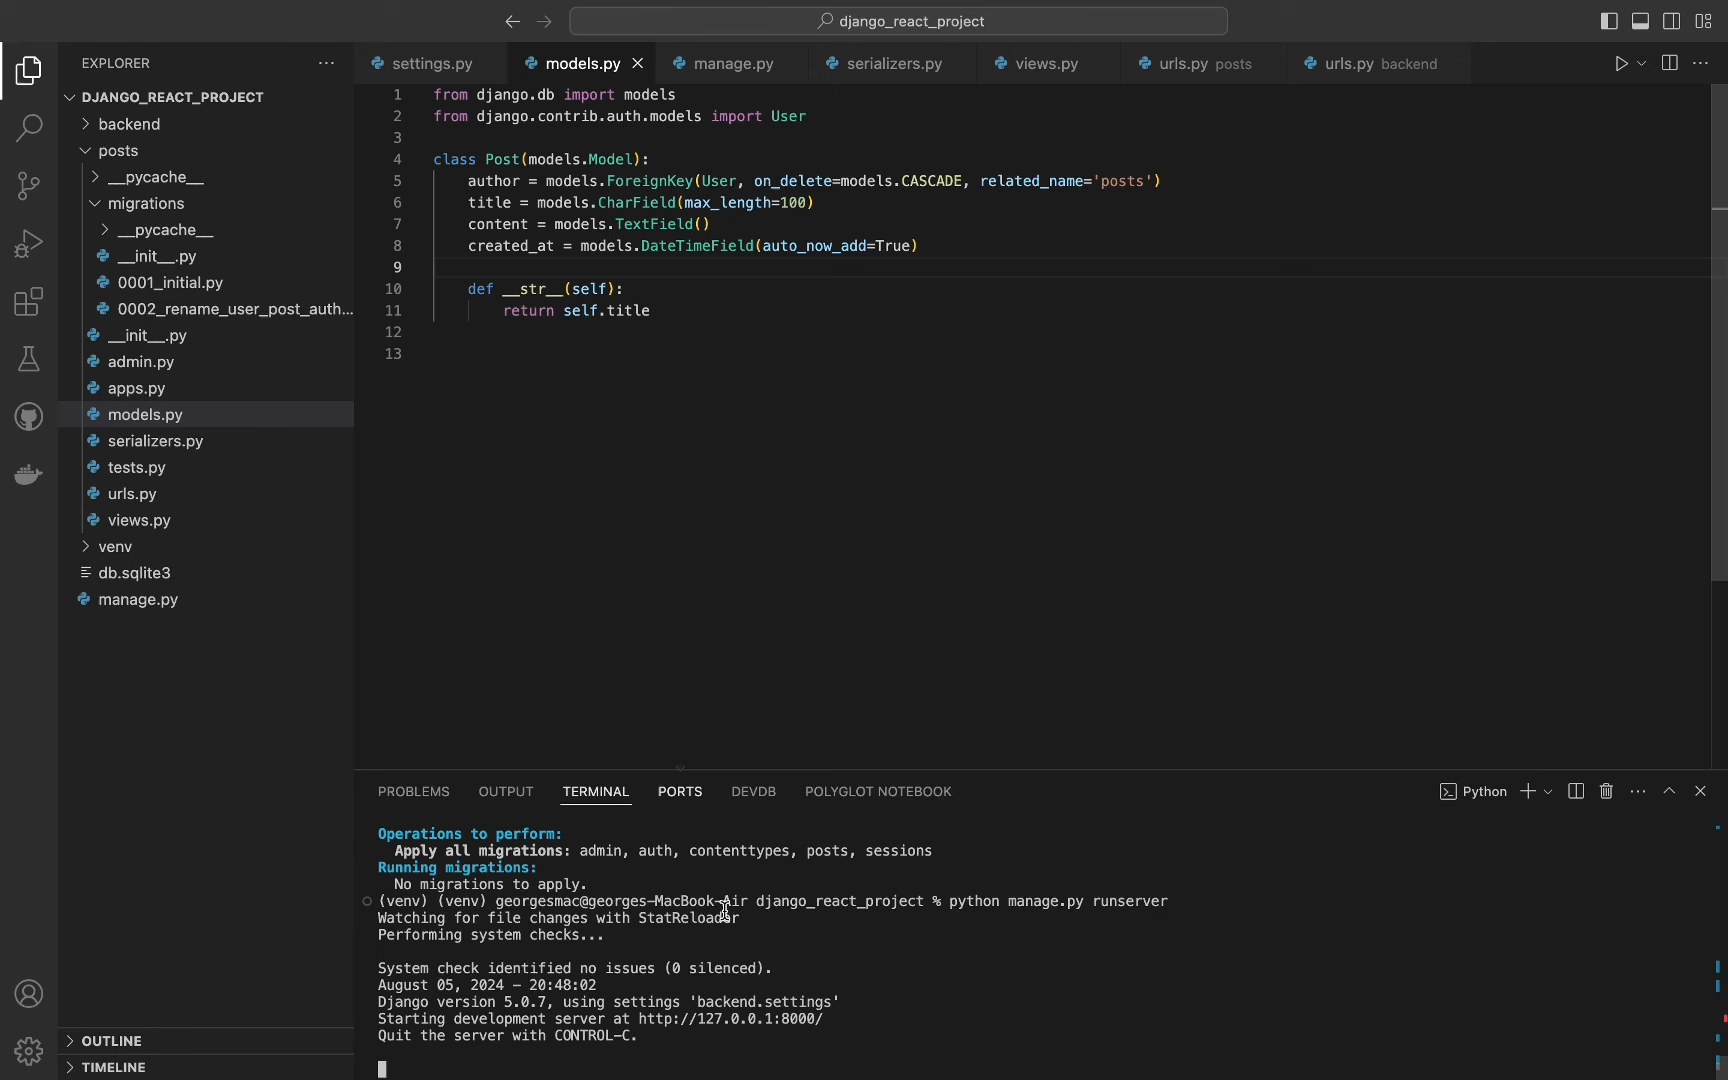 django_react_project
EXPLORER
settings.py
models.py
manage.py
serializers.py
views.py
urls.py posts
urls.py backend
DJANGO_REACT_PROJECT
backend
posts
__pycache__
migrations
__pycache__
__init__.py
0001_initial.py
0002_rename_user_post_auth...
__init__.py
admin.py
apps.py
models.py
serializers.py
tests.py
urls.py
views.py
venv
db.sqlite3
manage.py
OUTLINE
TIMELINE
1 from django.db import models
2 from django.contrib.auth.models import User
3
4 class Post(models.Model):
5 author = models.ForeignKey(User, on_delete=models.CASCADE, related_name='posts')
6 title = models.CharField(max_length=100)
7 content = models.TextField()
8 created_at = models.DateTimeField(auto_now_add=True)
9
10 def __str__(self):
11 return self.title
12
13
PROBLEMS OUTPUT TERMINAL PORTS DEVDB POLYGLOT NOTEBOOK
Python
Operations to perform:
Apply all migrations: admin, auth, contenttypes, posts, sessions
Running migrations:
No migrations to apply.
(venv) (venv) georgesmac@georges-MacBook-Air django_react_project % python manage.py runserver
Watching for file changes with StatReloader
Performing system checks...
System check identified no issues (0 silenced).
August 05, 2024 - 20:48:02
Django version 5.0.7, using settings 'backend.settings'
Starting development server at http://127.0.0.1:8000/
Quit the server with CONTROL-C.